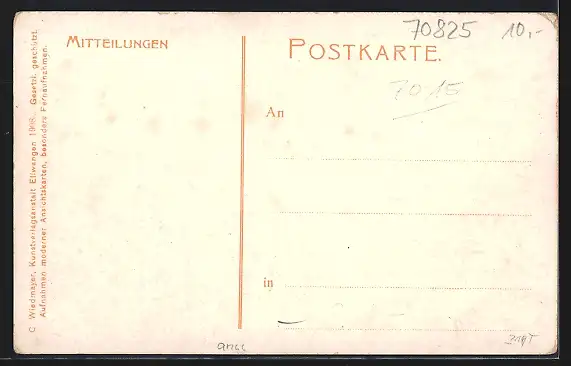 C Wiedmayer, Kunstverlagsanstalt Ellwangen 1908. Gesetzl. geschützt.
Aufnahmen moderner Ansichtskarten, besonders Fernaufnahmen.
MITTEILUNGEN
70825 10,-
POSTKARTE.
7015
An
in